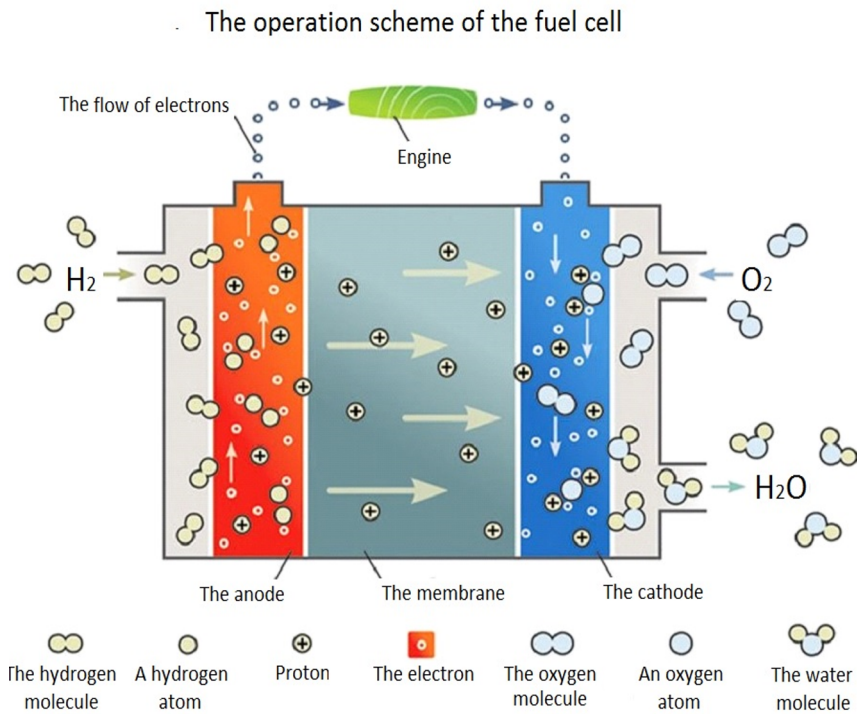 The operation scheme of the fuel cell
The flow of electrons
Engine
H2
O2
H2O
The anode
The membrane
The cathode
The hydrogen
molecule
A hydrogen
atom
Proton
The electron
The oxygen
molecule
An oxygen
atom
The water
molecule